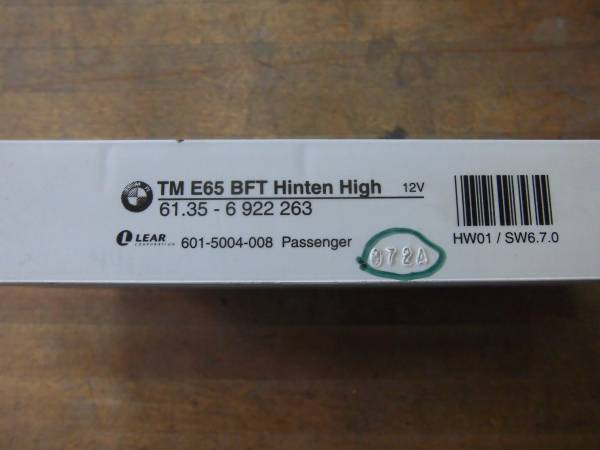 TM E65 BFT Hinten High 12V
61.35 - 6 922 263
LEAR
CORPORATION
601-5004-008 Passenger
HW01 / SW6.7.0